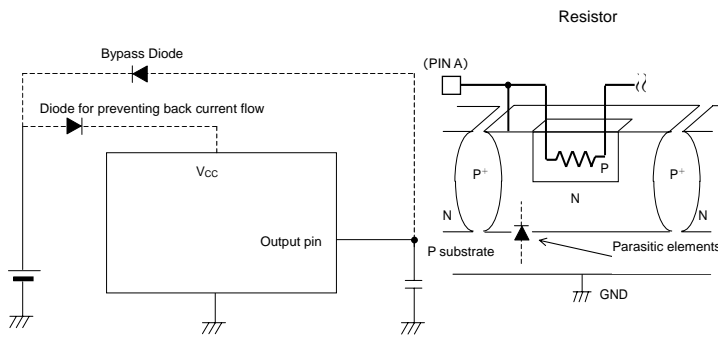 Resistor
Bypass Diode
(PIN A)
Diode for preventing back current flow
VCC
P+
P
P+
N
N
N
Output pin
P substrate
Parasitic elements
GND